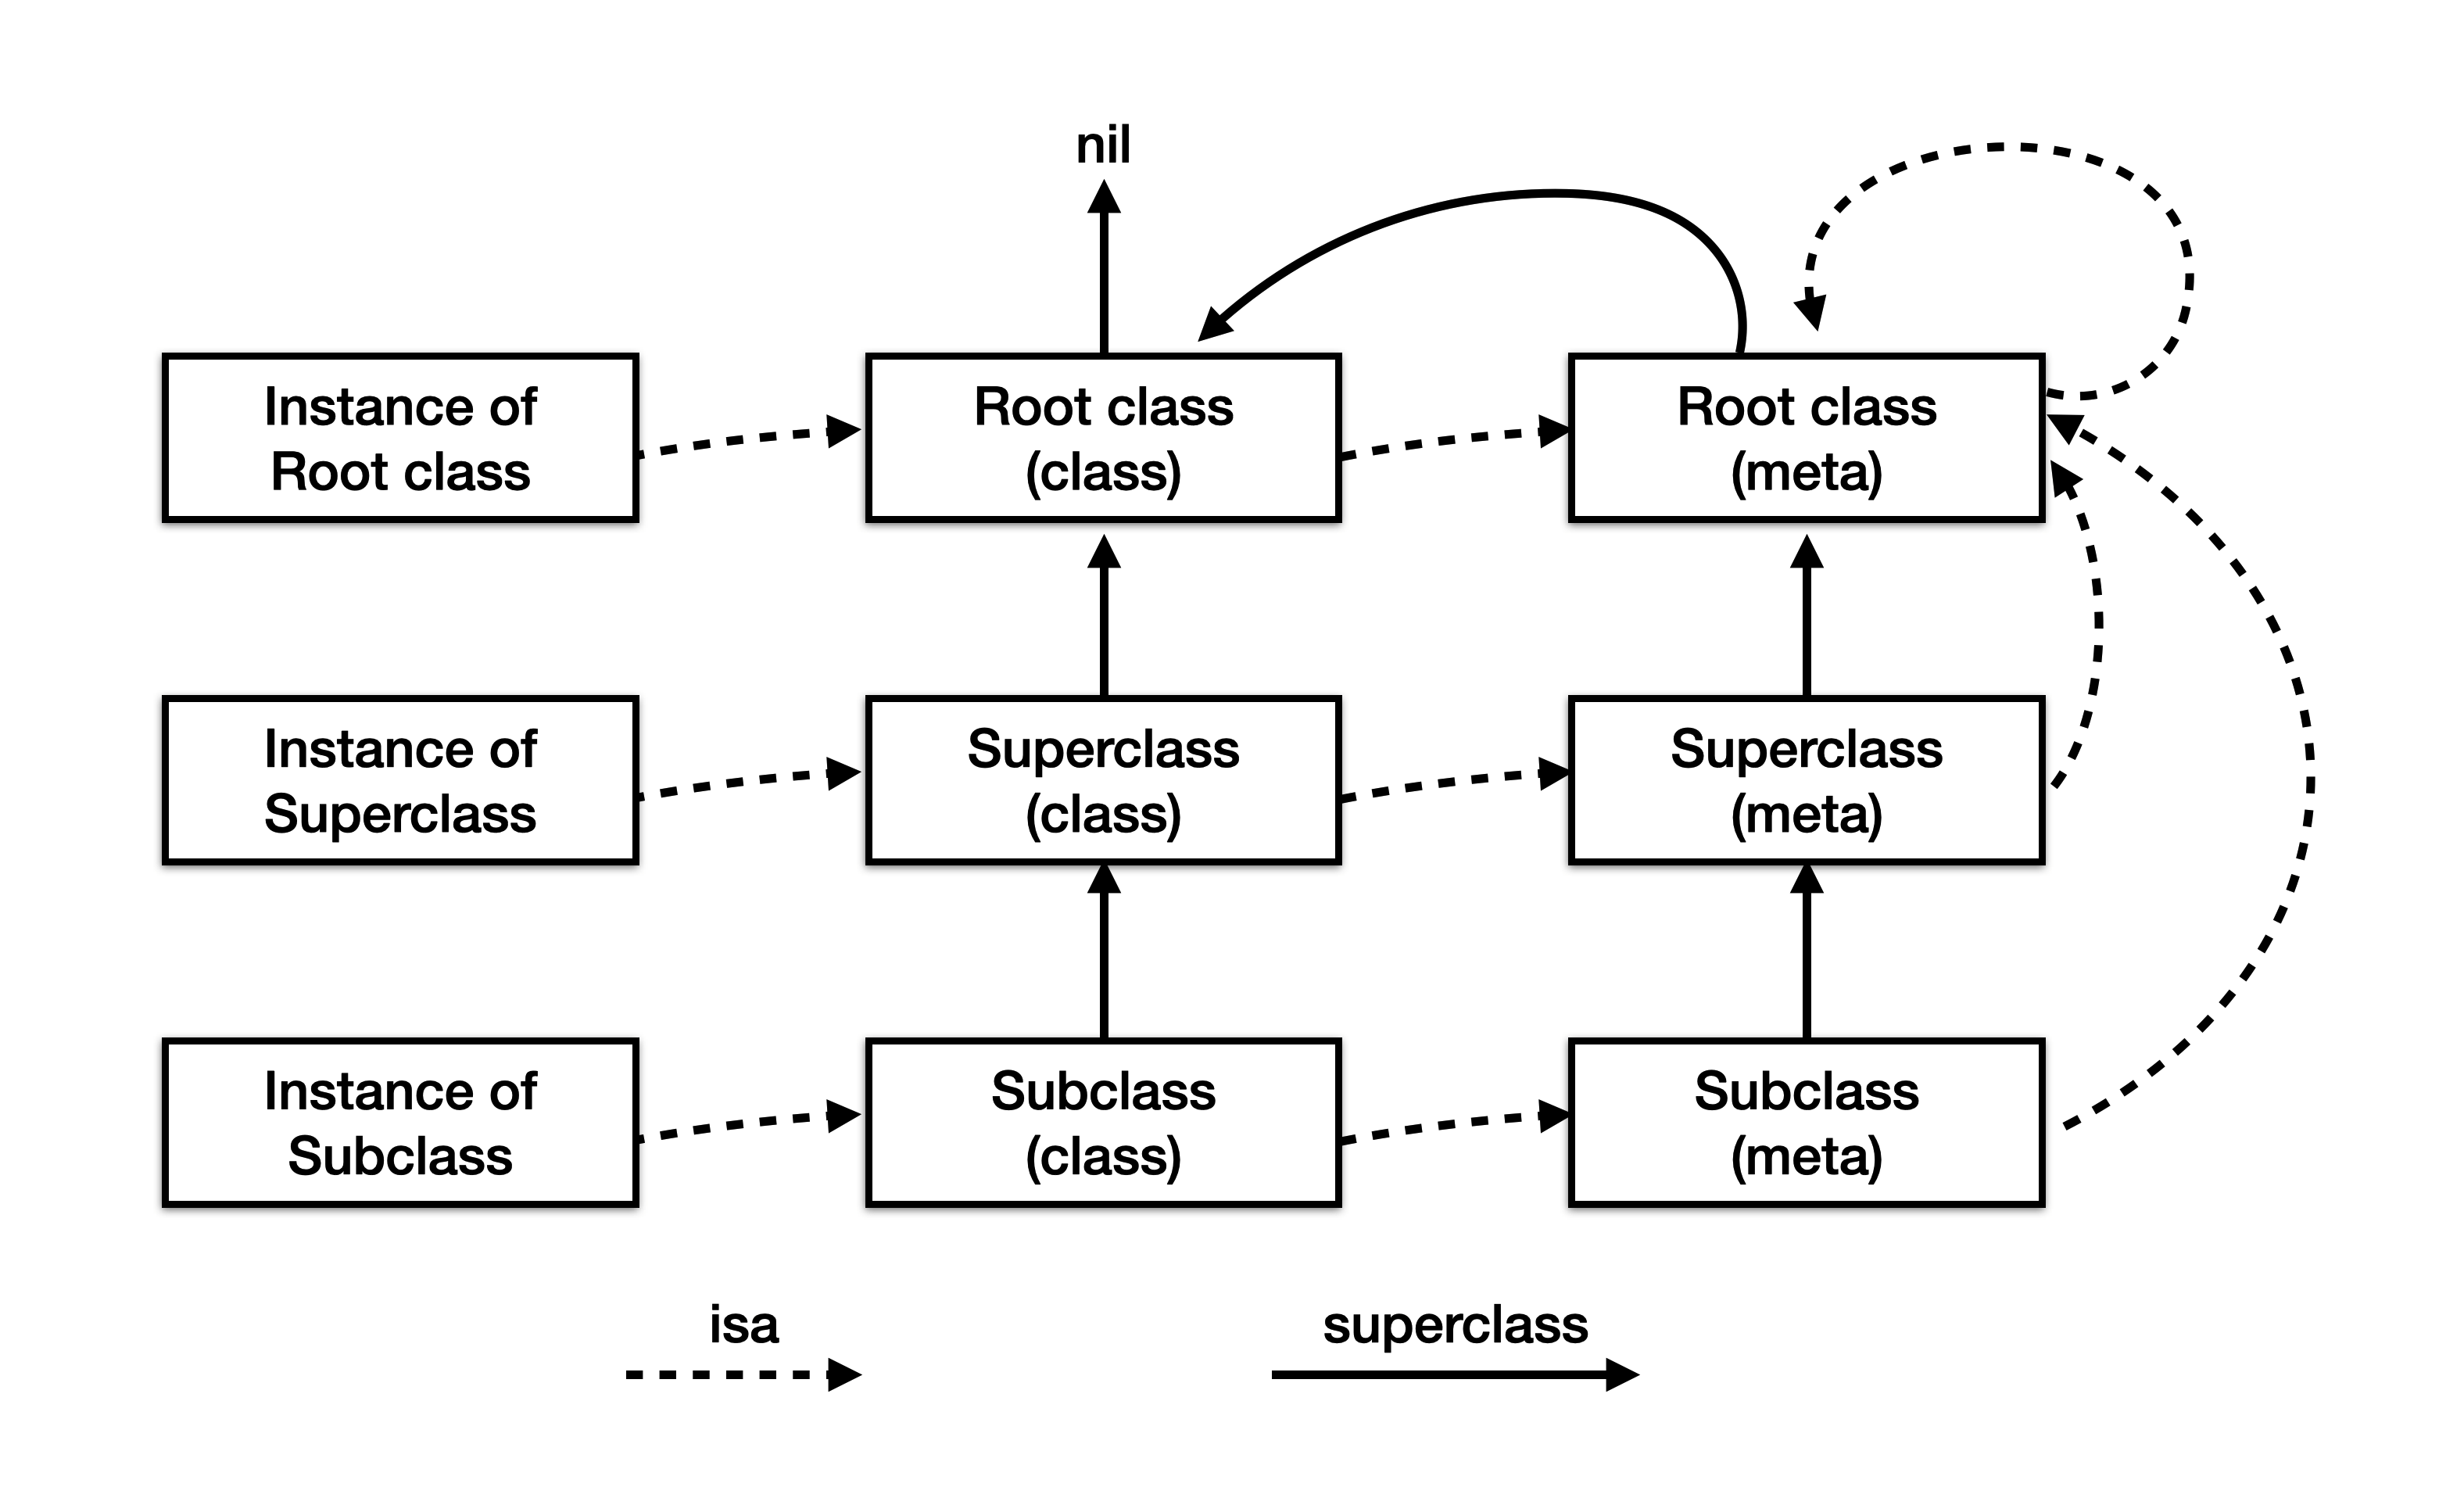 nil
Instance of
Root class
Root class
(class)
Root class
(meta)
Instance of
Superclass
Superclass
(class)
Superclass
(meta)
Instance of
Subclass
Subclass
(class)
Subclass
(meta)
isa
superclass